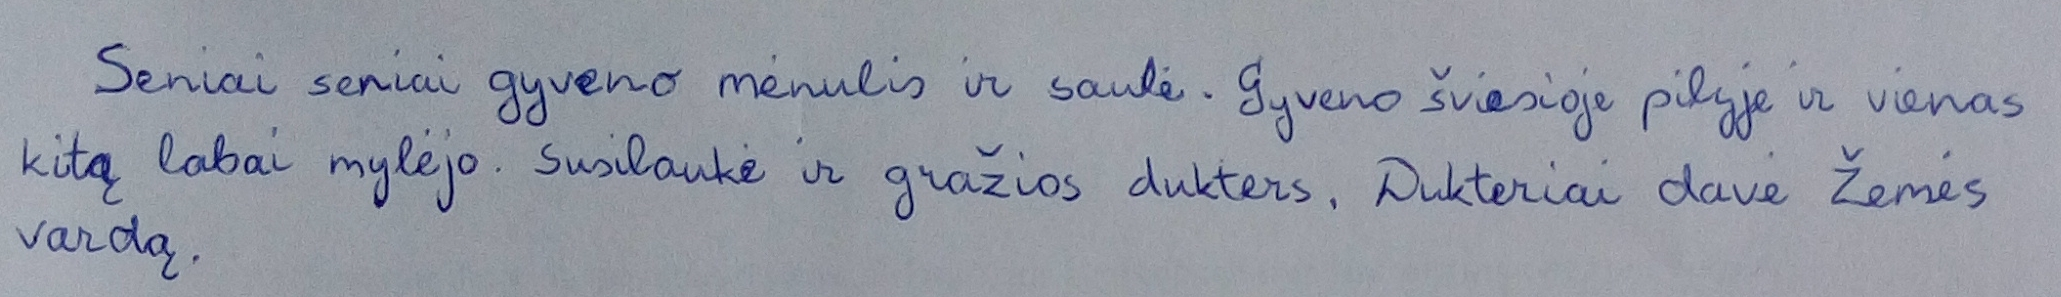 Seniai seniai gyveno mėnulis ir saulė. Gyveno šviesioje pilyje ir vienas
kitą labai mylėjo. Susilaukė ir gražios dukters. Dukteriai davė Žemės
vardą.